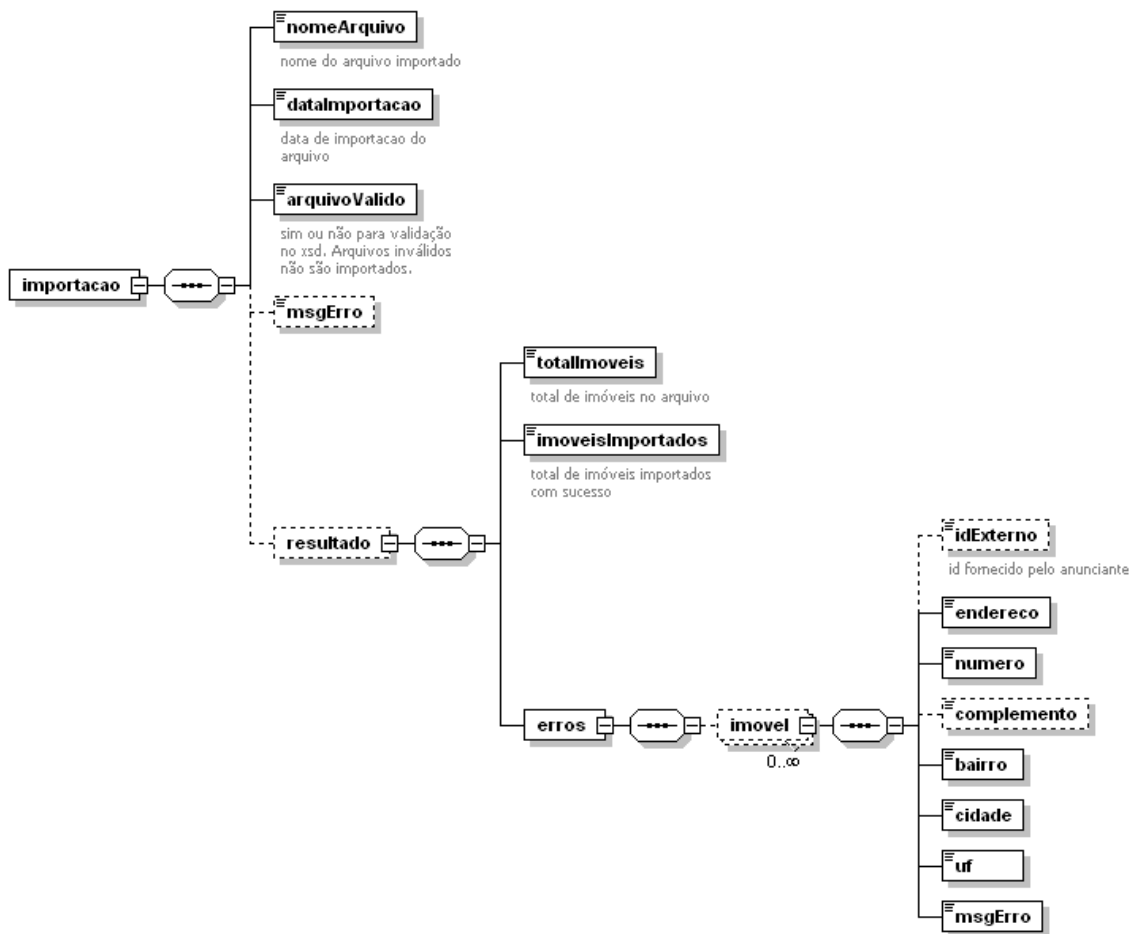 nomeArquivo
nome do arquivo importado
dataImportacao
data de importacao do
arquivo
arquivoValido
sim ou não para validação
no xsd. Arquivos inválidos
não são importados.
importacao
msgErro
totalImoveis
total de imóveis no arquivo
imoveisImportados
total de imóveis importados
com sucesso
resultado
idExterno
id fornecido pelo anunciante
endereco
numero
complemento
erros
imovel
0..∞
bairro
cidade
uf
msgErro